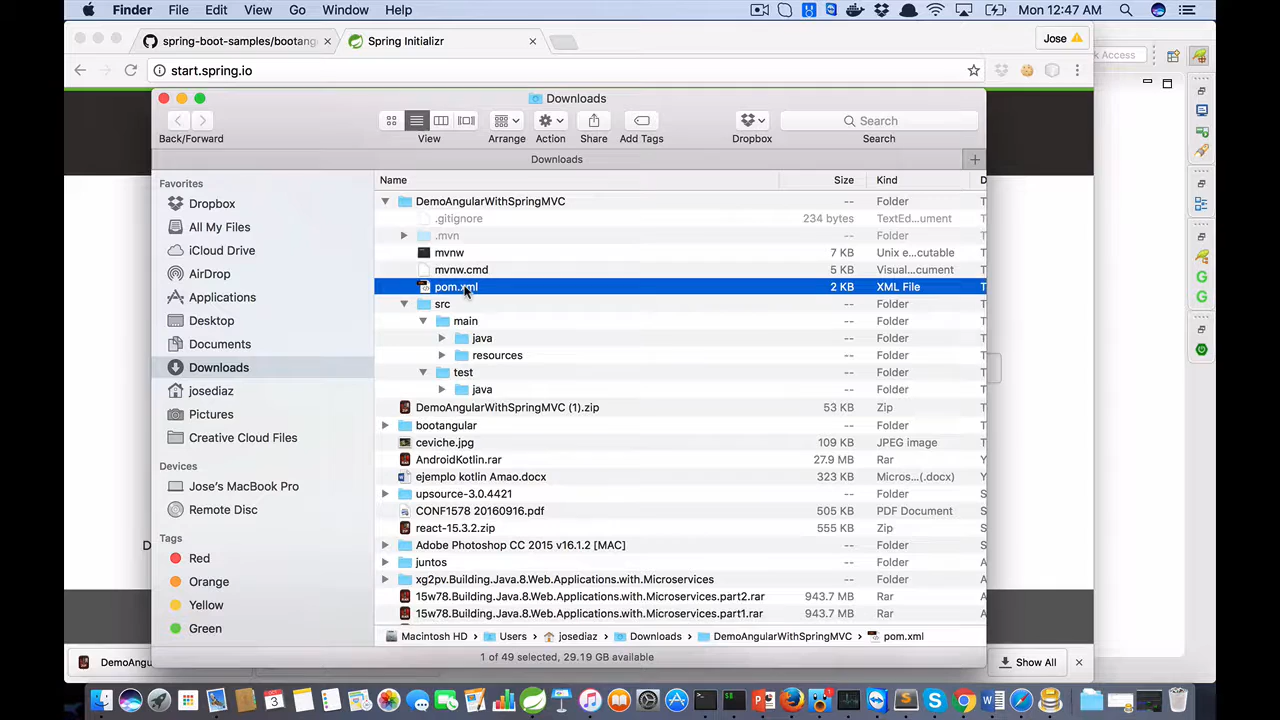 Finder File Edit View Go Window Help Mon 12:47 AM
spring-boot-samples/bootang Spring Initializr Jose
start.spring.io
Access
Downloads
Search
Back/Forward View Arrange Action Share Add Tags Dropbox Search
Downloads
Favorites
Dropbox
All My Files
iCloud Drive
AirDrop
Applications
Desktop
Documents
Downloads
josediaz
Pictures
Creative Cloud Files
Devices
Jose's MacBook Pro
Remote Disc
Tags
Red
Orange
Yellow
Green
Name Size Kind D
DemoAngularWithSpringMVC -- Folder T
.gitignore 234 bytes TextEd...ument T
.mvn -- Folder T
mvnw 7 KB Unix e...cutable T
mvnw.cmd 5 KB Visual...cument T
pom.xml 2 KB XML File T
src -- Folder T
main -- Folder T
java -- Folder T
resources -- Folder T
test -- Folder T
java -- Folder T
DemoAngularWithSpringMVC (1).zip 53 KB Zip T
bootangular -- Folder T
ceviche.jpg 109 KB JPEG image T
AndroidKotlin.rar 27.9 MB Rar Y
ejemplo kotlin Amao.docx 323 KB Micros...(.docx) Y
upsource-3.0.4421 -- Folder S
CONF1578 20160916.pdf 505 KB PDF Document S
react-15.3.2.zip 555 KB Zip S
Adobe Photoshop CC 2015 v16.1.2 [MAC] -- Folder S
juntos -- Folder A
xg2pv.Building.Java.8.Web.Applications.with.Microservices -- Folder A
15w78.Building.Java.8.Web.Applications.with.Microservices.part2.rar 943.7 MB Rar A
15w78.Building.Java.8.Web.Applications.with.Microservices.part1.rar 943.7 MB Rar A
Macintosh HD Users josediaz Downloads DemoAngularWithSpringMVC pom.xml
1 of 49 selected, 29.19 GB available
D
DemoAngu Show All